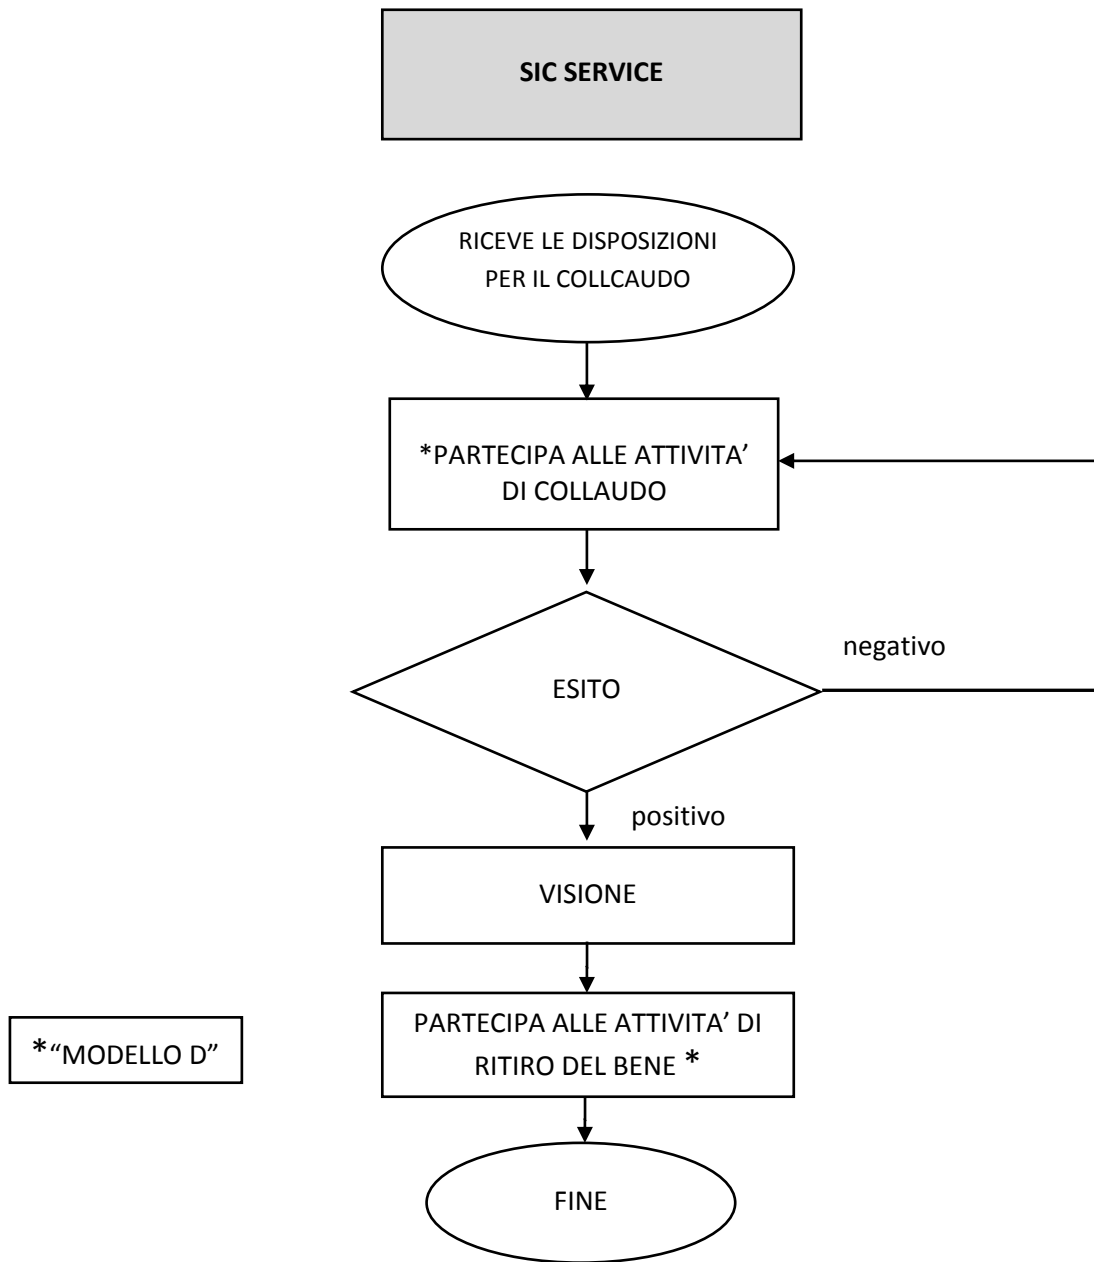 SIC SERVICE
RICEVE LE DISPOSIZIONI
PER IL COLLCAUDO
*PARTECIPA ALLE ATTIVITA’
DI COLLAUDO
negativo
ESITO
positivo
VISIONE
PARTECIPA ALLE ATTIVITA’ DI
RITIRO DEL BENE *
*“MODELLO D”
FINE